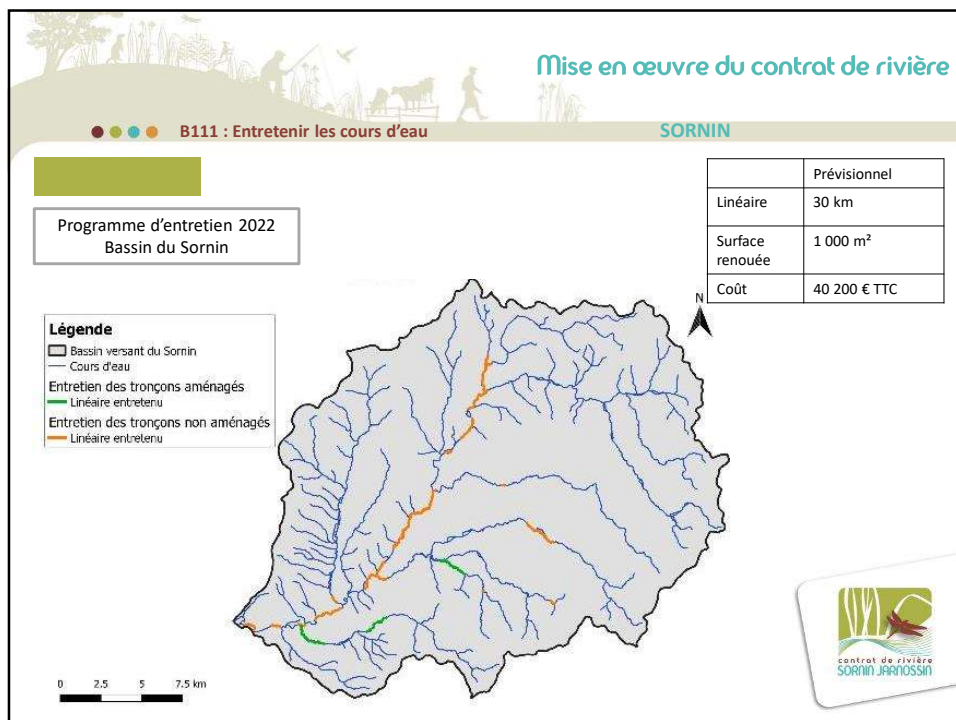 Mise en œuvre du contrat de rivière
B111 : Entretenir les cours d'eau
SORNIN
Programme d'entretien 2022
Bassin du Sornin
Prévisionnel
Linéaire 30 km
Surface renouée 1 000 m²
Coût 40 200 € TTC
N
Légende
Bassin versant du Sornin
Cours d'eau
Entretien des tronçons aménagés
Linéaire entretenu
Entretien des tronçons non aménagés
Linéaire entretenu
0 2.5 5 7.5 km
contrat de rivière
SORNIN JARNOSSIN